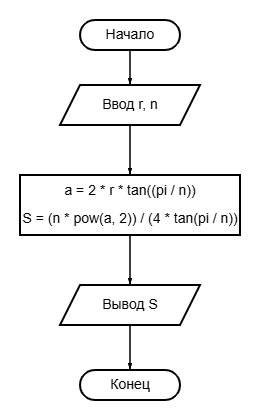 Начало
Ввод r, n
a = 2 * r * tan((pi / n))
S = (n * pow(a, 2)) / (4 * tan(pi / n))
Вывод S
Конец